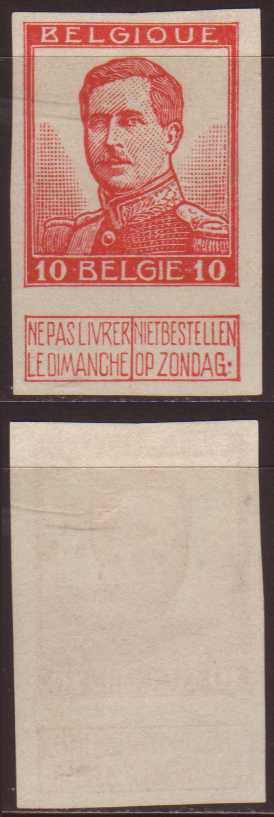 BELGIQUE
10 BELGIE 10
NE PAS LIVRER NIET BESTELLEN
LE DIMANCHE OP ZONDAG: